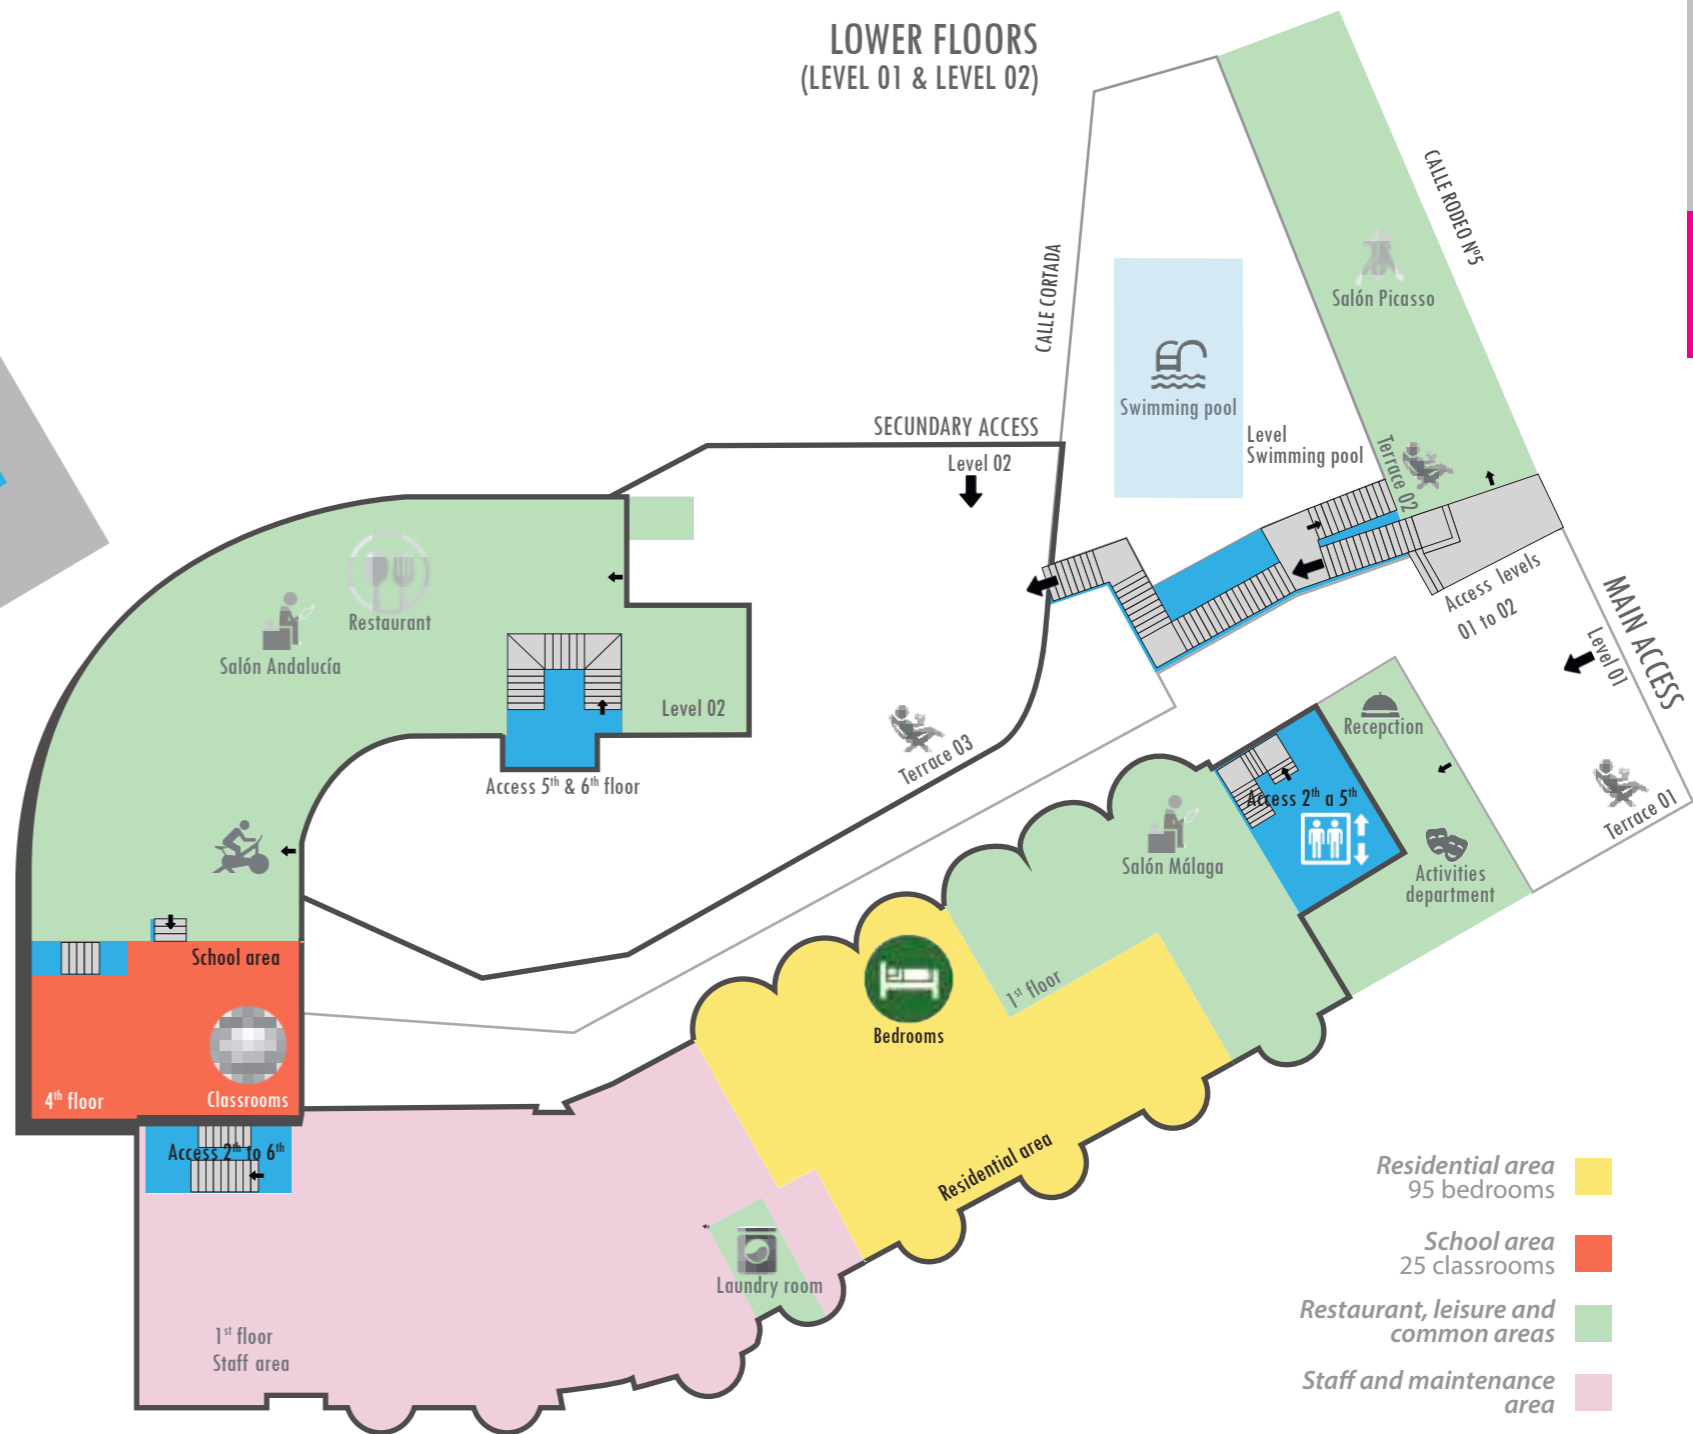 LOWER FLOORS
(LEVEL 01 & LEVEL 02)
CALLE RODEO Nº5
CALLE CORTADA
Salón Picasso
Swimming pool
Level
Swimming pool
SECUNDARY ACCESS
Level 02
Terrace 02
Access levels
01 to 02
MAIN ACCESS
Level 01
Restaurant
Salón Andalucía
Level 02
Access 5th & 6th floor
Terrace 03
Reception
Access 2th a 5th
Terrace 01
Salón Málaga
Activities
department
School area
1st floor
Bedrooms
4th floor
Classrooms
Access 2th to 6th
Residential area
Laundry room
1st floor
Staff area
Residential area
95 bedrooms
School area
25 classrooms
Restaurant, leisure and
common areas
Staff and maintenance
area